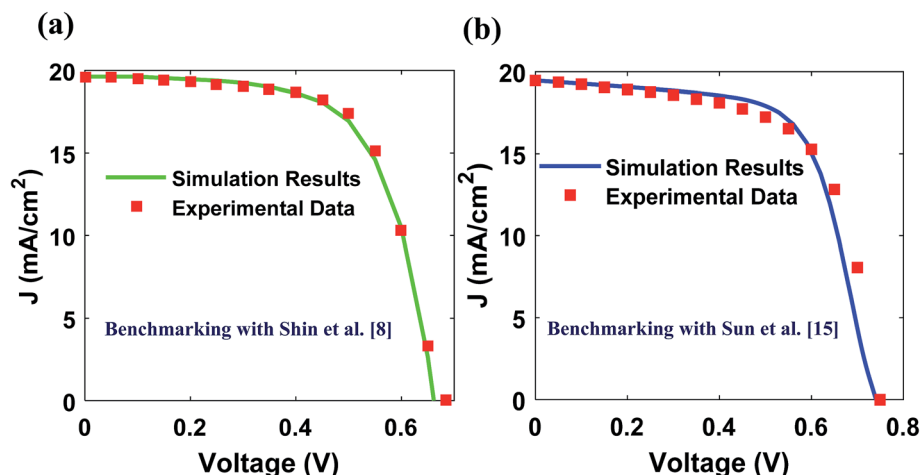 (a)
20
15
10
5
0
J (mA/cm²)
Simulation Results
Experimental Data
Benchmarking with Shin et al. [8]
0 0.2 0.4 0.6
Voltage (V)
(b)
20
15
10
5
0
J (mA/cm²)
Simulation Results
Experimental Data
Benchmarking with Sun et al. [15]
0 0.2 0.4 0.6 0.8
Voltage (V)